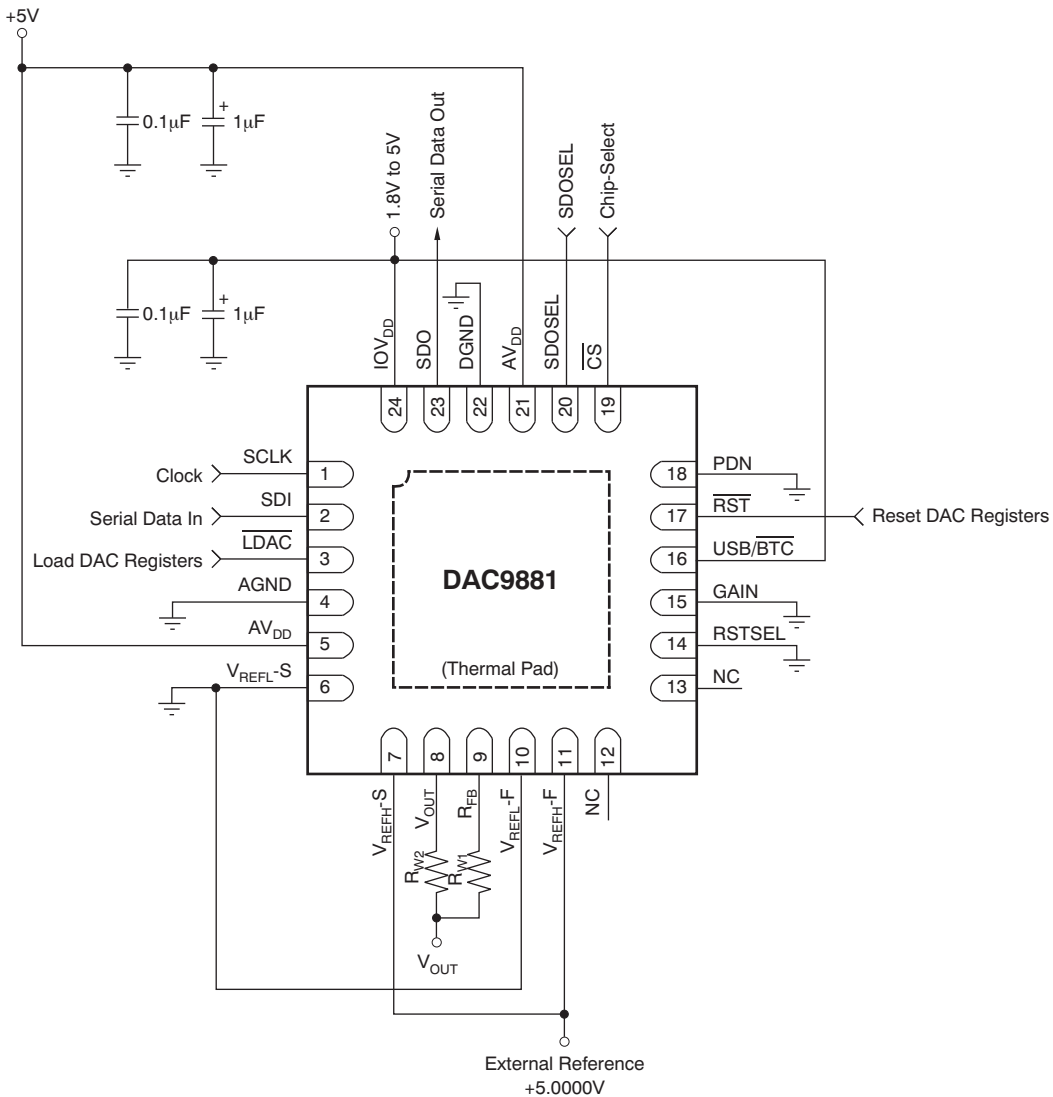 +5V
0.1μF
+
1μF
1.8V to 5V
Serial Data Out
SDOSEL
Chip-Select
0.1μF
+
1μF
IOVDD
SDO
DGND
AVDD
SDOSEL
CS
24
23
22
21
20
19
Clock
SCLK
1
18
PDN
Serial Data In
SDI
2
17
RST
Reset DAC Registers
Load DAC Registers
LDAC
3
16
USB/BTC
AGND
4
DAC9881
15
GAIN
AVDD
5
14
RSTSEL
VREFL-S
6
(Thermal Pad)
13
NC
7
8
9
10
11
12
VREFH-S
VOUT
RFB
VREFL-F
VREFH-F
NC
RW2
RW1
VOUT
External Reference
+5.0000V